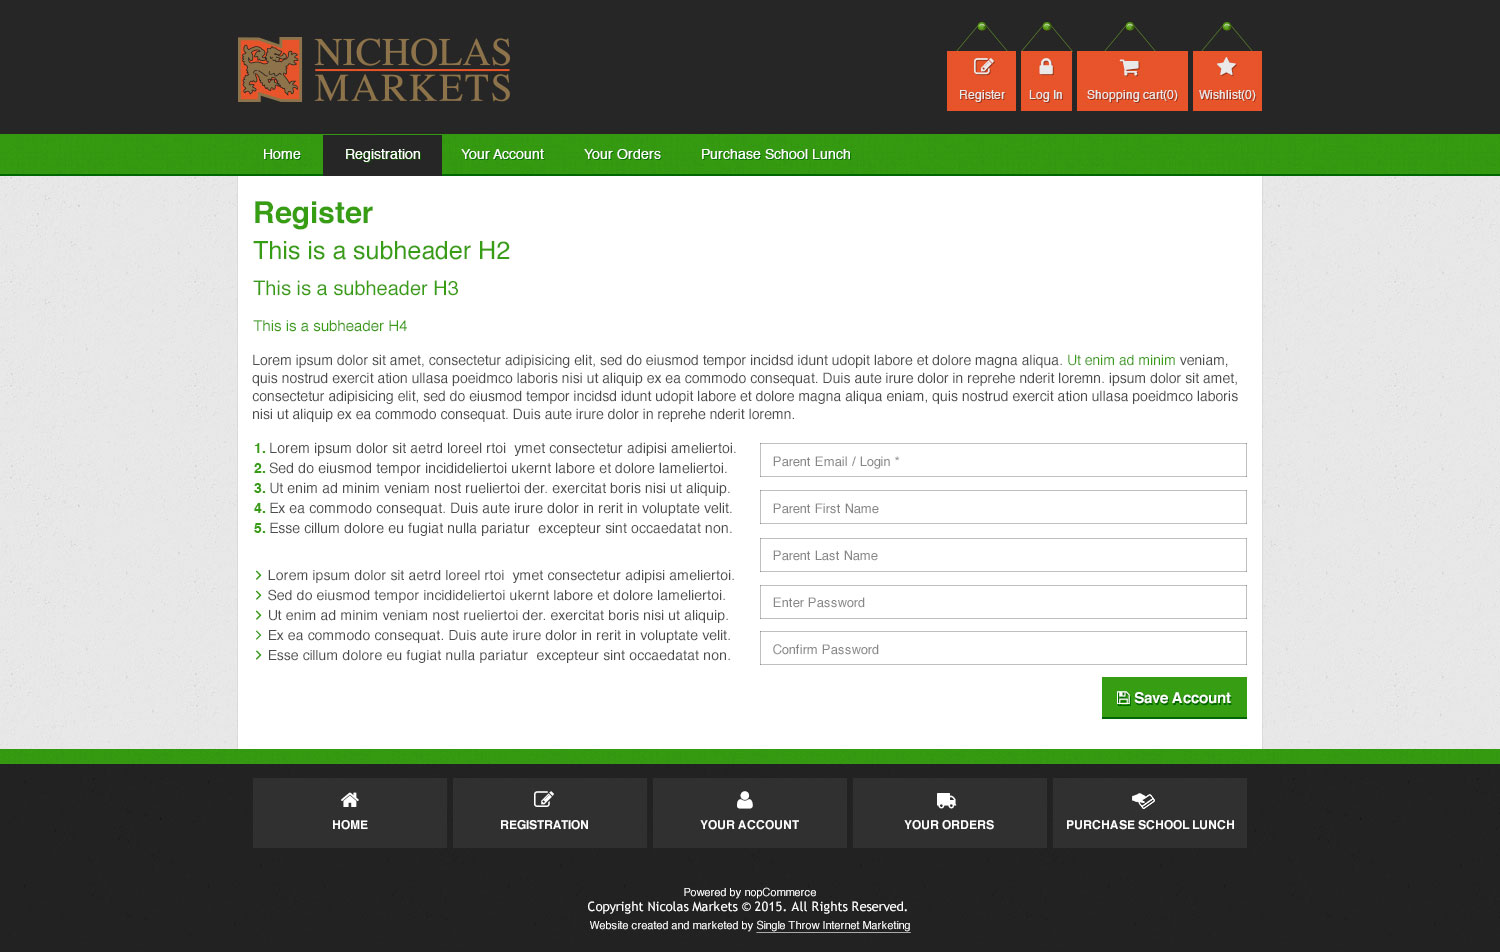 NICHOLAS
MARKETS
Register
Log In
Shopping cart(0)
Wishlist(0)
Home
Registration
Your Account
Your Orders
Purchase School Lunch
Register
This is a subheader H2
This is a subheader H3
This is a subheader H4
Lorem ipsum dolor sit amet, consectetur adipisicing elit, sed do eiusmod tempor incidsd idunt udopit labore et dolore magna aliqua. Ut enim ad minim veniam,
quis nostrud exercit ation ullasa poeidmco laboris nisi ut aliquip ex ea commodo consequat. Duis aute irure dolor in reprehe nderit loremn. ipsum dolor sit amet,
consectetur adipisicing elit, sed do eiusmod tempor incidsd idunt udopit labore et dolore magna aliqua eniam, quis nostrud exercit ation ullasa poeidmco laboris
nisi ut aliquip ex ea commodo consequat. Duis aute irure dolor in reprehe nderit loremn.
1. Lorem ipsum dolor sit aetrd loreel rtoi  ymet consectetur adipisi ameliertoi.
2. Sed do eiusmod tempor incidideliertoi ukernt labore et dolore lameliertoi.
3. Ut enim ad minim veniam nost rueliertoi der. exercitat boris nisi ut aliquip.
4. Ex ea commodo consequat. Duis aute irure dolor in rerit in voluptate velit.
5. Esse cillum dolore eu fugiat nulla pariatur  excepteur sint occaedatat non.
Lorem ipsum dolor sit aetrd loreel rtoi  ymet consectetur adipisi ameliertoi.
Sed do eiusmod tempor incidideliertoi ukernt labore et dolore lameliertoi.
Ut enim ad minim veniam nost rueliertoi der. exercitat boris nisi ut aliquip.
Ex ea commodo consequat. Duis aute irure dolor in rerit in voluptate velit.
Esse cillum dolore eu fugiat nulla pariatur  excepteur sint occaedatat non.
Parent Email / Login *
Parent First Name
Parent Last Name
Enter Password
Confirm Password
Save Account
HOME
REGISTRATION
YOUR ACCOUNT
YOUR ORDERS
PURCHASE SCHOOL LUNCH
Powered by nopCommerce
Copyright Nicolas Markets © 2015. All Rights Reserved.
Website created and marketed by Single Throw Internet Marketing